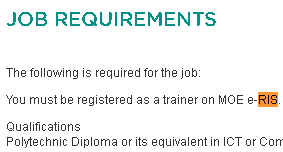 JOB REQUIREMENTS
The following is required for the job:
You must be registered as a trainer on MOE e-RIS.
Qualifications
Polytechnic Diploma or its equivalent in ICT or Com